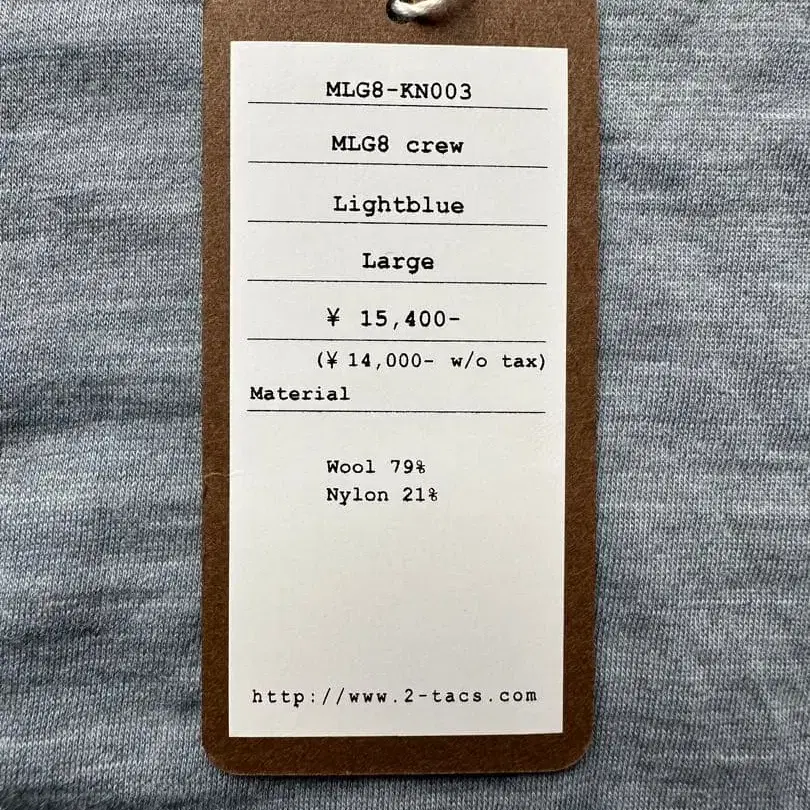 MLG8-KN003
MLG8 crew
Lightblue
Large
¥ 15,400-
(¥ 14,000- w/o tax)
Material
Wool 79%
Nylon 21%
http://www.2-tacs.com